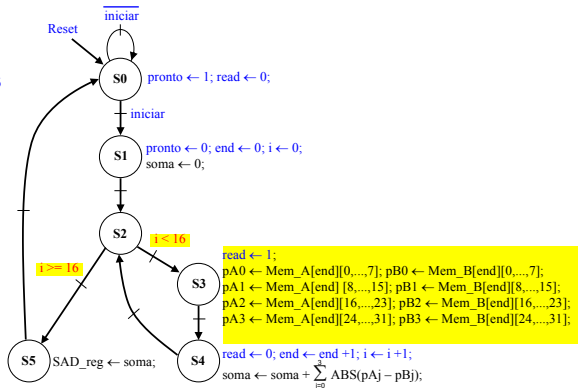 iniciar
Reset
S0
pronto ← 1; read ← 0;
iniciar
S1
pronto ← 0; end ← 0; i ← 0;
soma ← 0;
S2
i < 16
i >= 16
S3
read ← 1;
pA0 ← Mem_A[end][0,...,7]; pB0 ← Mem_B[end][0,...,7];
pA1 ← Mem_A[end] [8,...,15]; pB1 ← Mem_B[end][8,...,15];
pA2 ← Mem_A[end][16,...,23]; pB2 ← Mem_B[end][16,...,23];
pA3 ← Mem_A[end][24,...,31]; pB3 ← Mem_B[end][24,...,31];
S4
read ← 0; end ← end +1; i ← i +1;
soma ← soma + 3 ∑ i=0 ABS(pAj – pBj);
S5
SAD_reg ← soma;